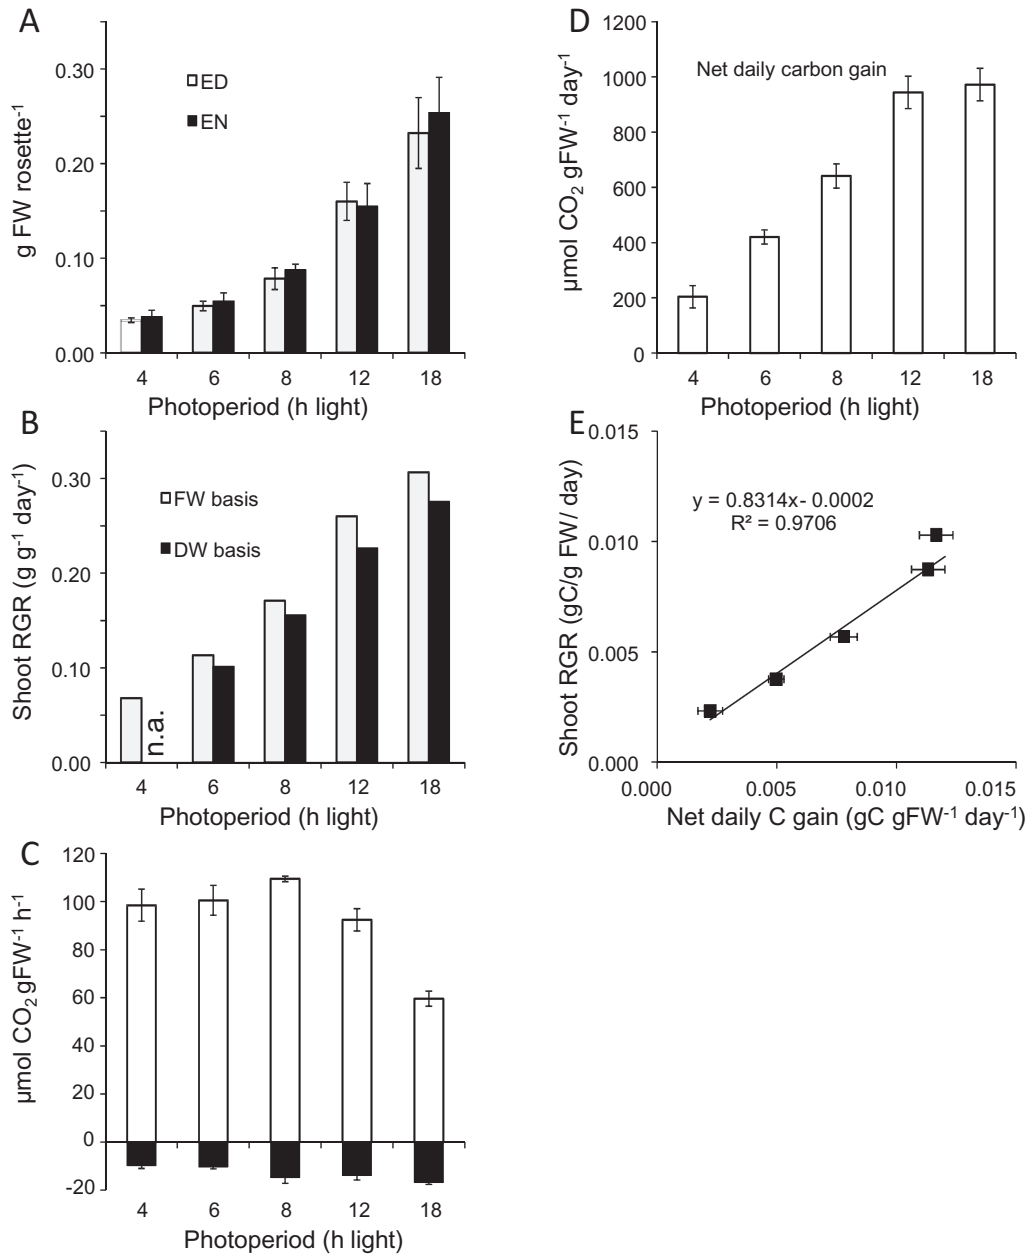 A
g FW rosette⁻¹
0.30
0.20
0.10
0.00
ED
EN
4 6 8 12 18
Photoperiod (h light)
B
Shoot RGR (g g⁻¹ day⁻¹)
0.30
0.20
0.10
0.00
FW basis
DW basis
n.a.
4 6 8 12 18
Photoperiod (h light)
C
µmol CO₂ gFW⁻¹ h⁻¹
120
100
80
60
40
20
0
-20
4 6 8 12 18
Photoperiod (h light)
D
µmol CO₂ gFW⁻¹ day⁻¹
1200
1000
800
600
400
200
0
Net daily carbon gain
4 6 8 12 18
Photoperiod (h light)
E
Shoot RGR (gC/g FW/ day)
0.015
0.010
0.005
0.000
y = 0.8314x- 0.0002
R² = 0.9706
0.000 0.005 0.010 0.015
Net daily C gain (gC gFW⁻¹ day⁻¹)